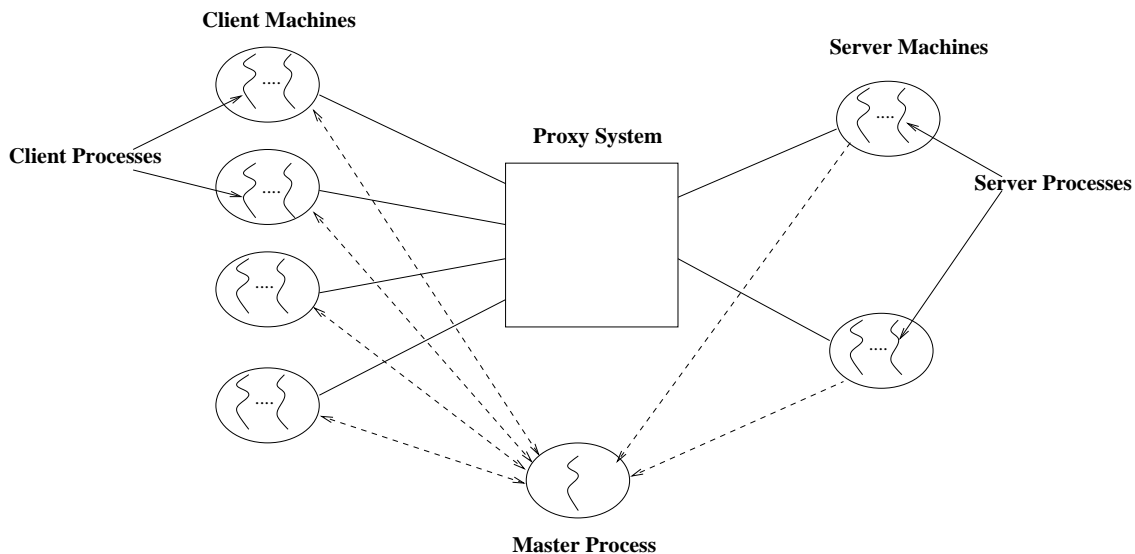 Client Machines
Server Machines
....
....
Proxy System
Client Processes
....
Server Processes
....
....
....
Master Process